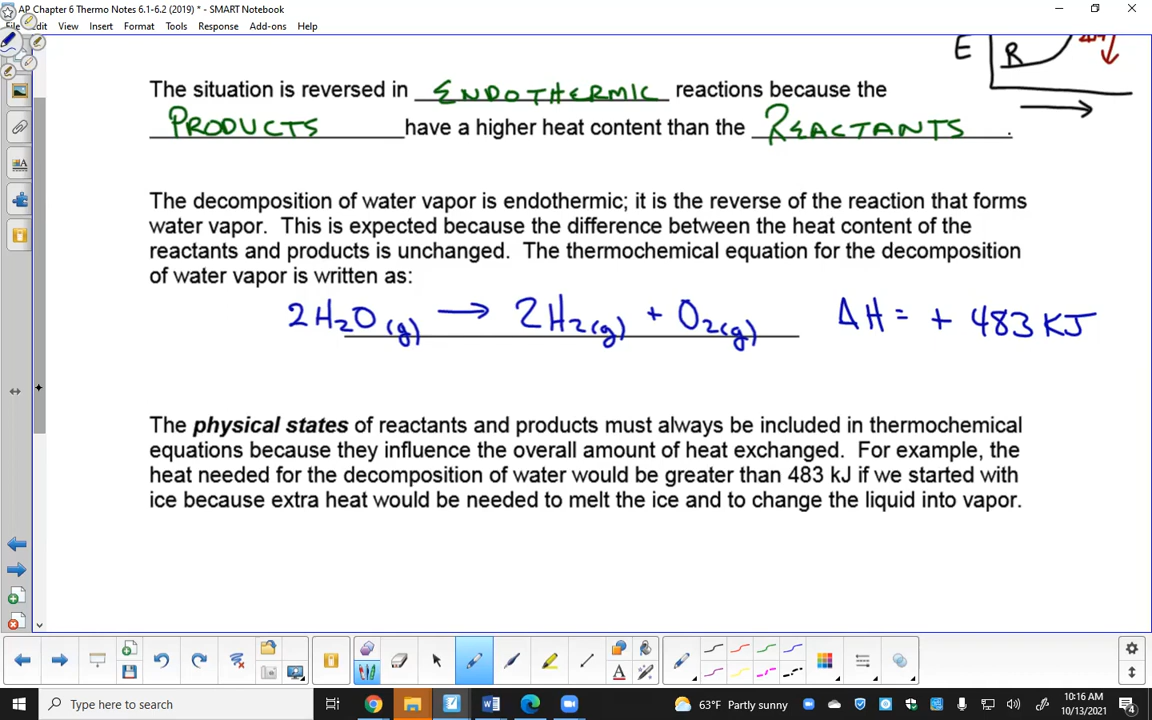 AP Chapter 6 Thermo Notes 6.1-6.2 (2019) * - SMART Notebook
View Insert Format Tools Response Add-ons Help
E R
The situation is reversed in ENDOTHERMIC reactions because the
PRODUCTS have a higher heat content than the REACTANTS .
The decomposition of water vapor is endothermic; it is the reverse of the reaction that forms
water vapor. This is expected because the difference between the heat content of the
reactants and products is unchanged. The thermochemical equation for the decomposition
of water vapor is written as:
2H₂O(g) → 2H₂(g) + O₂(g) ΔH = + 483 KJ
The physical states of reactants and products must always be included in thermochemical
equations because they influence the overall amount of heat exchanged. For example, the
heat needed for the decomposition of water would be greater than 483 kJ if we started with
ice because extra heat would be needed to melt the ice and to change the liquid into vapor.
Type here to search
63°F Partly sunny
10:16 AM
10/13/2021
4